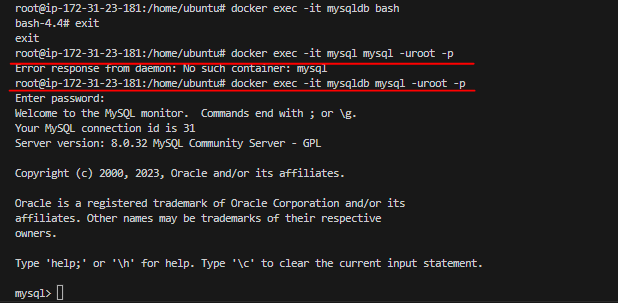 root@ip-172-31-23-181:/home/ubuntu# docker exec -it mysqldb bash
bash-4.4# exit
exit
root@ip-172-31-23-181:/home/ubuntu# docker exec -it mysql mysql -uroot -p
Error response from daemon: No such container: mysql
root@ip-172-31-23-181:/home/ubuntu# docker exec -it mysqldb mysql -uroot -p
Enter password:
Welcome to the MySQL monitor.  Commands end with ; or \g.
Your MySQL connection id is 31
Server version: 8.0.32 MySQL Community Server - GPL
Copyright (c) 2000, 2023, Oracle and/or its affiliates.
Oracle is a registered trademark of Oracle Corporation and/or its
affiliates. Other names may be trademarks of their respective
owners.
Type 'help;' or '\h' for help. Type '\c' to clear the current input statement.
mysql>